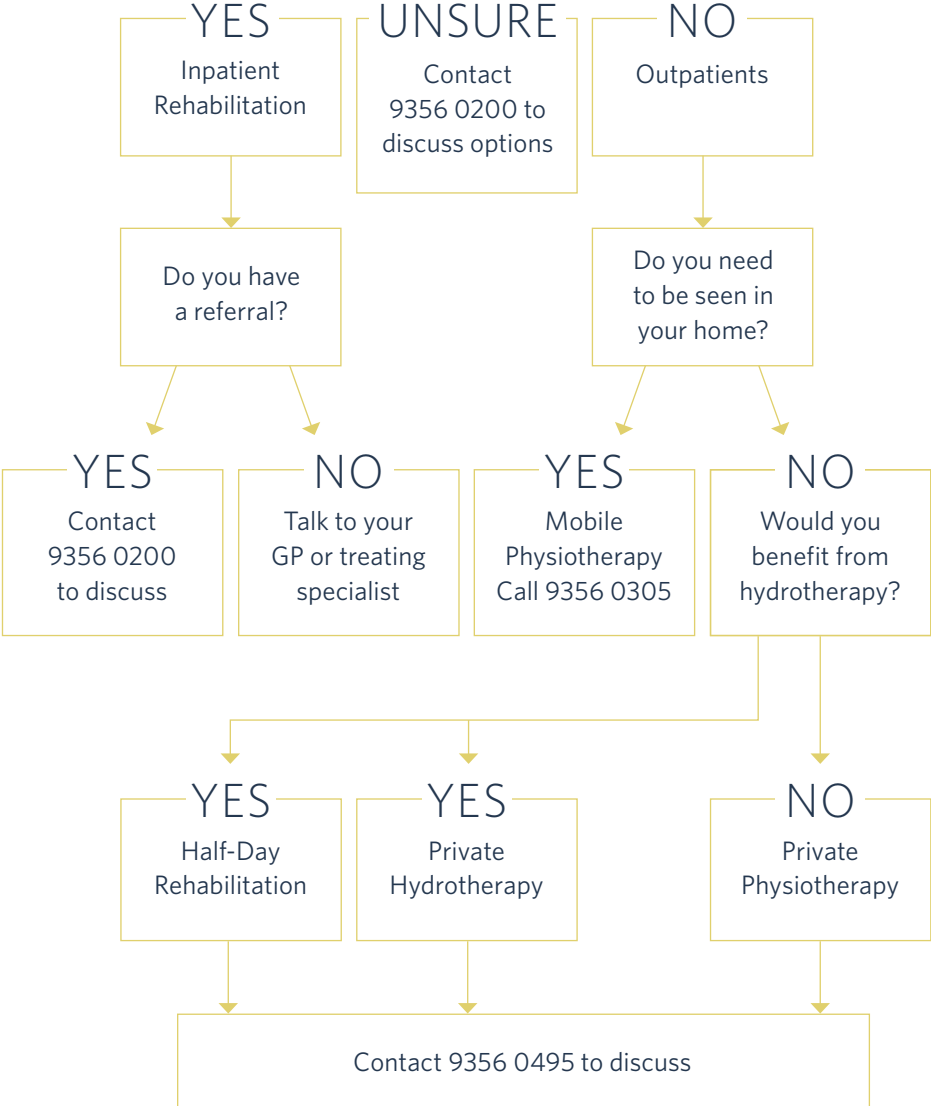 YES
Inpatient
Rehabilitation
UNSURE
Contact
9356 0200 to
discuss options
NO
Outpatients
Do you have
a referral?
Do you need
to be seen in
your home?
YES
Contact
9356 0200
to discuss
NO
Talk to your
GP or treating
specialist
YES
Mobile
Physiotherapy
Call 9356 0305
NO
Would you
benefit from
hydrotherapy?
YES
Half-Day
Rehabilitation
YES
Private
Hydrotherapy
NO
Private
Physiotherapy
Contact 9356 0495 to discuss